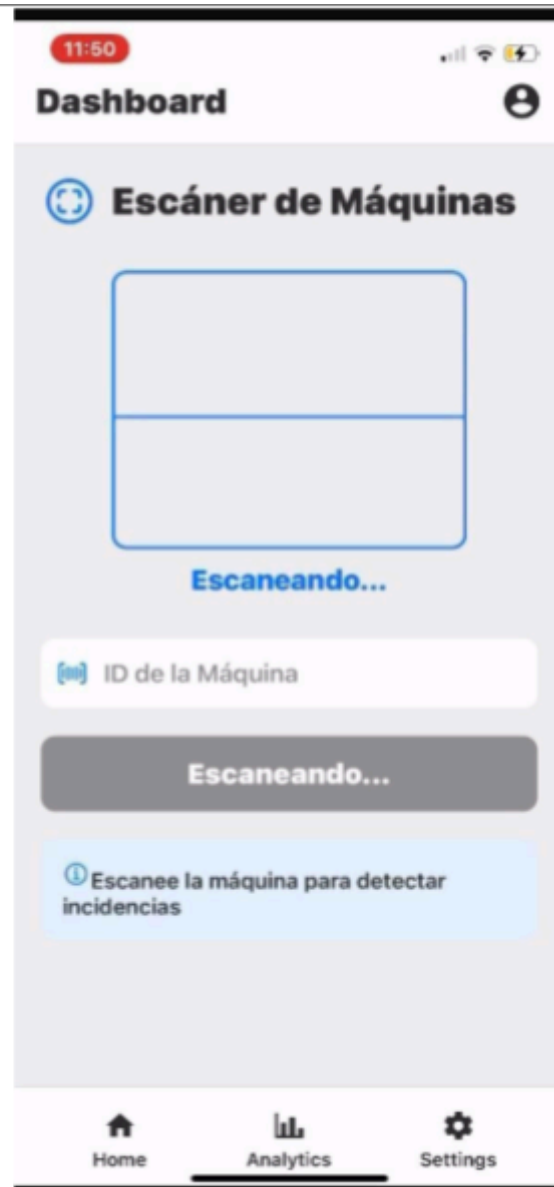 11:50
Dashboard
Escáner de Máquinas
Escaneando...
ID de la Máquina
Escaneando...
Escanee la máquina para detectar
incidencias
Home
Analytics
Settings